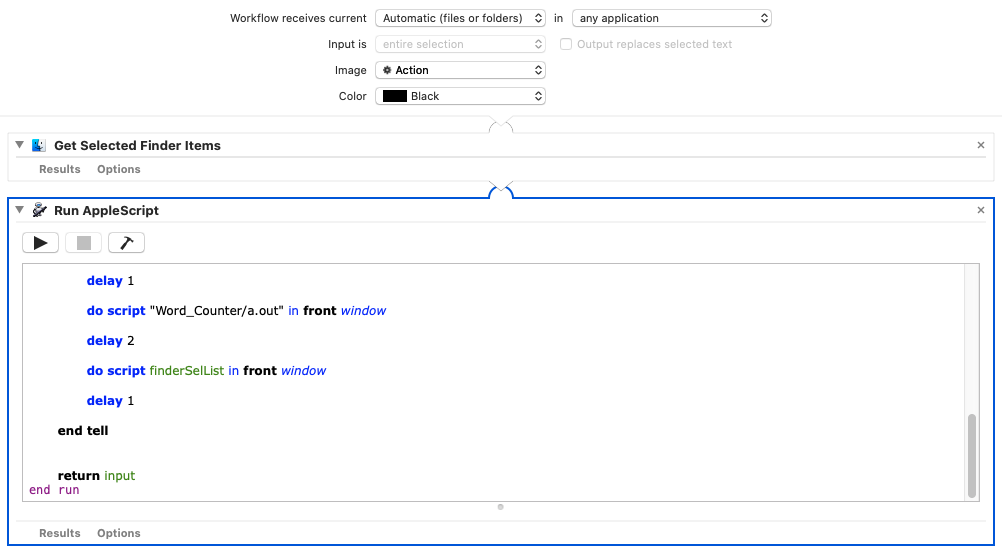 Workflow receives current Automatic (files or folders) in any application
Input is entire selection Output replaces selected text
Image Action
Color Black
Get Selected Finder Items
Results Options
Run AppleScript
delay 1
do script "Word_Counter/a.out" in front window
delay 2
do script finderSelList in front window
delay 1
end tell
return input
end run
Results Options